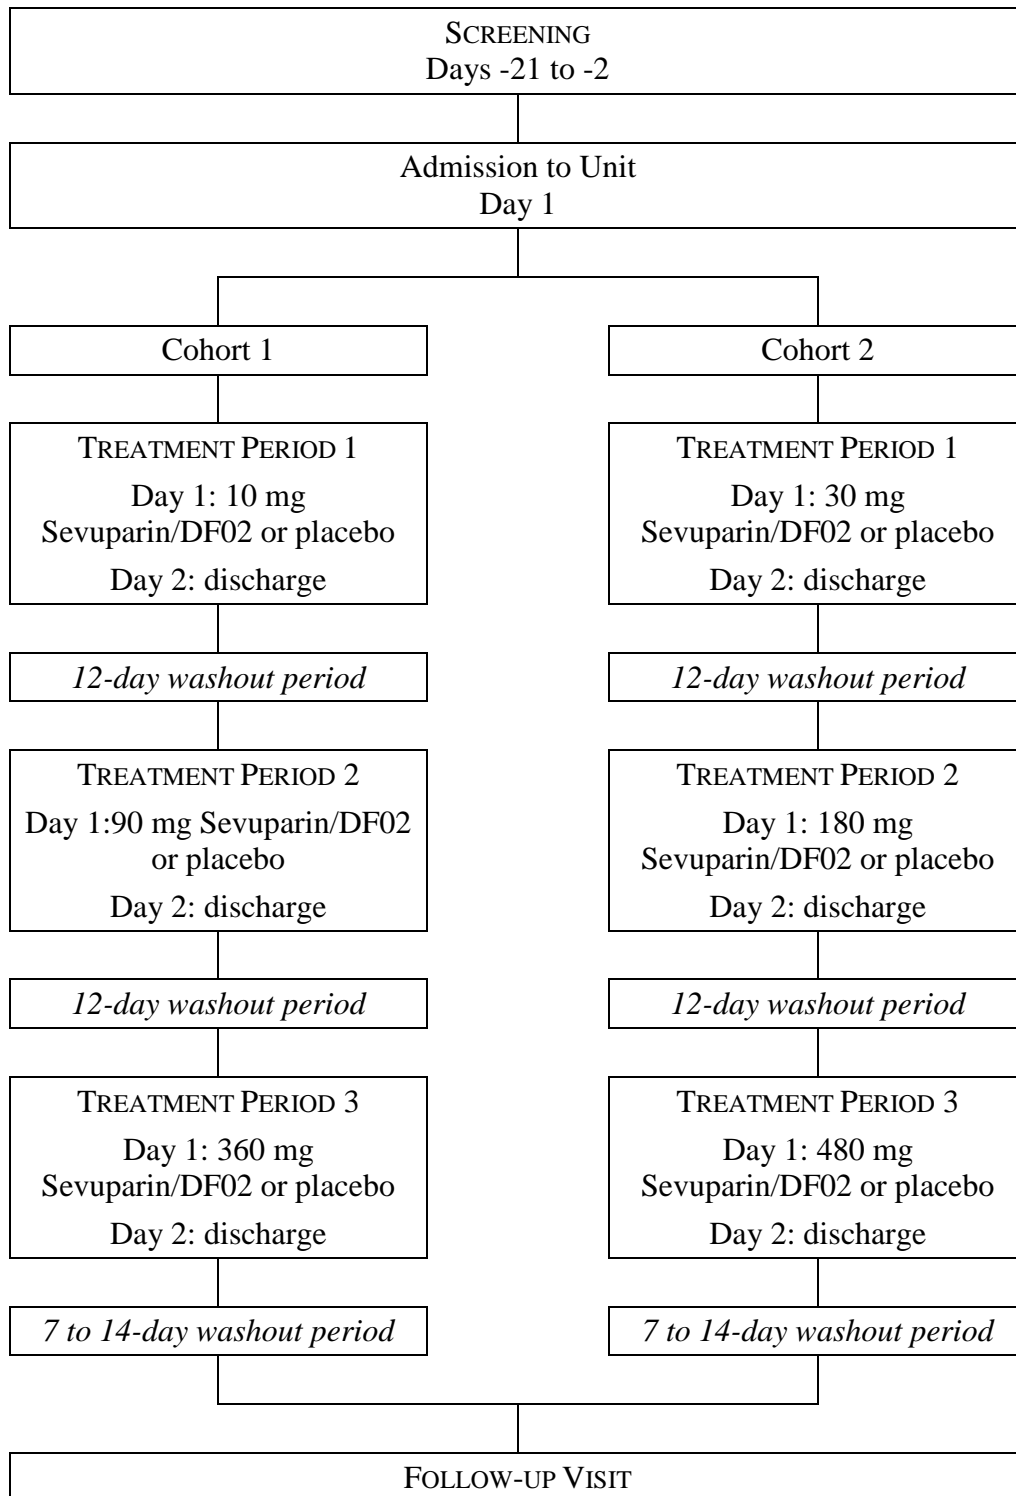 SCREENING
Days -21 to -2
Admission to Unit
Day 1
Cohort 1
Cohort 2
TREATMENT PERIOD 1
Day 1: 10 mg
Sevuparin/DF02 or placebo
Day 2: discharge
TREATMENT PERIOD 1
Day 1: 30 mg
Sevuparin/DF02 or placebo
Day 2: discharge
12-day washout period
12-day washout period
TREATMENT PERIOD 2
Day 1:90 mg Sevuparin/DF02
or placebo
Day 2: discharge
TREATMENT PERIOD 2
Day 1: 180 mg
Sevuparin/DF02 or placebo
Day 2: discharge
12-day washout period
12-day washout period
TREATMENT PERIOD 3
Day 1: 360 mg
Sevuparin/DF02 or placebo
Day 2: discharge
TREATMENT PERIOD 3
Day 1: 480 mg
Sevuparin/DF02 or placebo
Day 2: discharge
7 to 14-day washout period
7 to 14-day washout period
FOLLOW-UP VISIT